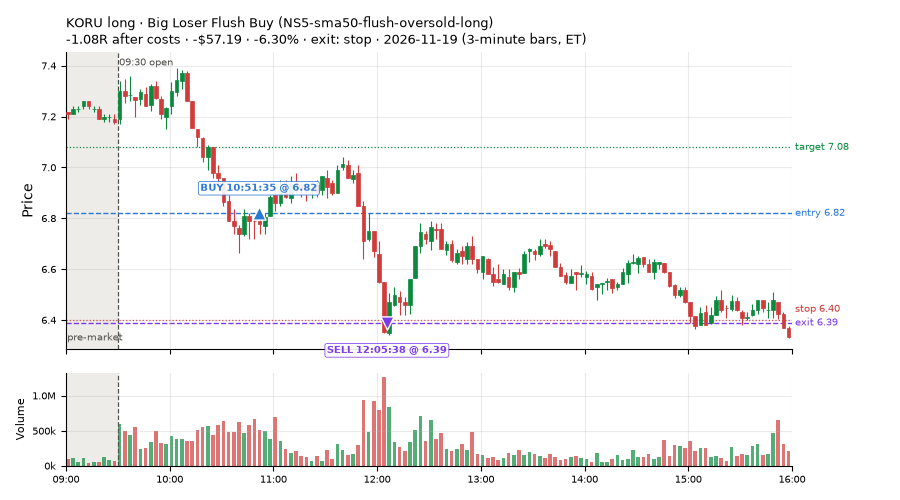 KORU long · Big Loser Flush Buy (NS5-sma50-flush-oversold-long)
-1.08R after costs · -$57.19 · -6.30% · exit: stop · 2026-11-19 (3-minute bars, ET)
09:30 open
7.4
7.2
target 7.08
7.0
BUY 10:51:35 @ 6.82
Price
6.8
entry 6.82
6.6
6.4
stop 6.40
exit 6.39
pre-market
SELL 12:05:38 @ 6.39
Volume
1.0M
500k
0k
09:00 10:00 11:00 12:00 13:00 14:00 15:00 16:00